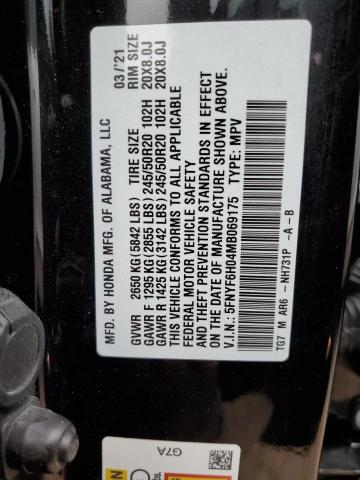 MFD. BY HONDA MFG. OF ALABAMA, LLC 03/'21
GVWR 2650 KG (5842 LBS) TIRE SIZE RIM SIZE
GAWR F 1295 KG (2855 LBS) 245/50R20 102H 20X8.0J
GAWR R 1425 KG (3142 LBS) 245/50R20 102H 20X8.0J
THIS VEHICLE CONFORMS TO ALL APPLICABLE
FEDERAL MOTOR VEHICLE SAFETY
AND THEFT PREVENTION STANDARDS IN EFFECT
ON THE DATE OF MANUFACTURE SHOWN ABOVE.
V.I.N.: 5FNYF6H04MB069175 TYPE: MPV
TG7 M AR6 -NH731P -A -B
G7A